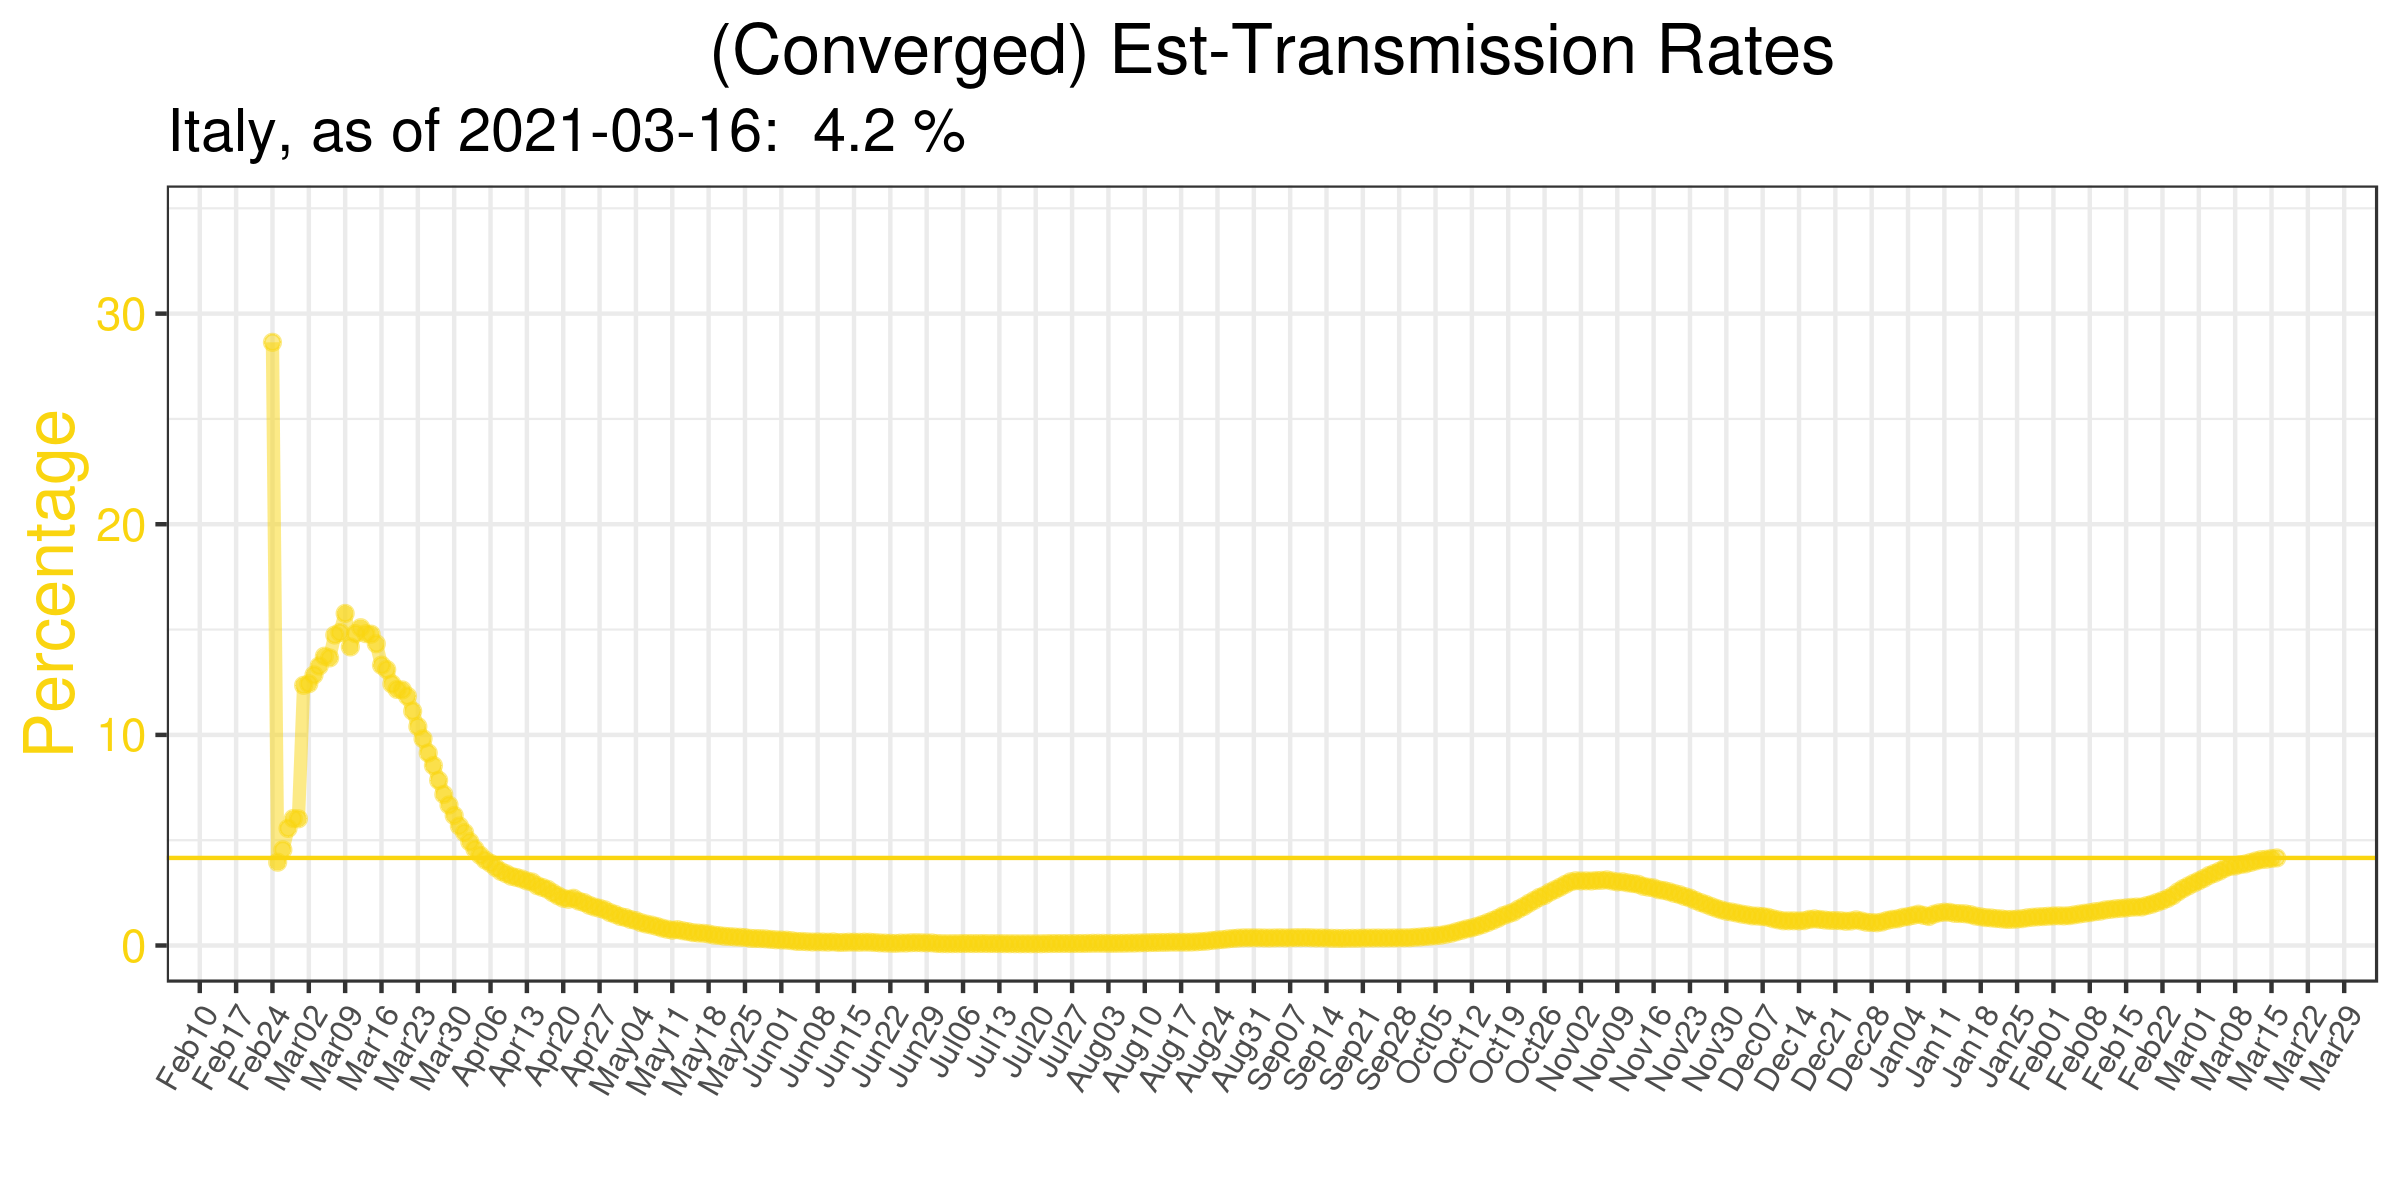 (Converged) Est-Transmission Rates
Italy, as of 2021-03-16:  4.2 %
Percentage
30
20
10
0
Feb10
Feb17
Feb24
Mar02
Mar09
Mar16
Mar23
Mar30
Apr06
Apr13
Apr20
Apr27
May04
May11
May18
May25
Jun01
Jun08
Jun15
Jun22
Jun29
Jul06
Jul13
Jul20
Jul27
Aug03
Aug10
Aug17
Aug24
Aug31
Sep07
Sep14
Sep21
Sep28
Oct05
Oct12
Oct19
Oct26
Nov02
Nov09
Nov16
Nov23
Nov30
Dec07
Dec14
Dec21
Dec28
Jan04
Jan11
Jan18
Jan25
Feb01
Feb08
Feb15
Feb22
Mar01
Mar08
Mar15
Mar22
Mar29